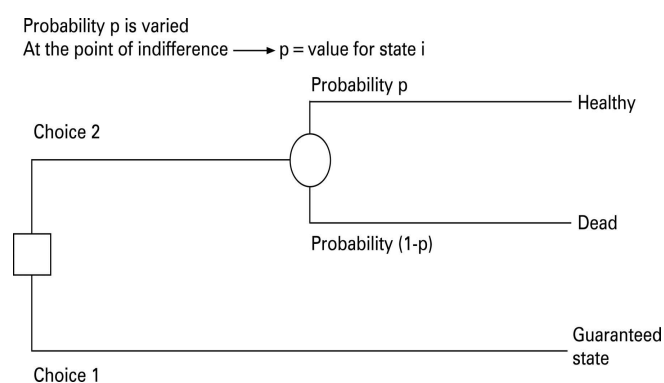 Probability p is varied
At the point of indifference ⟶ p = value for state i
Probability p
Healthy
Choice 2
Dead
Probability (1-p)
Guaranteed
state
Choice 1